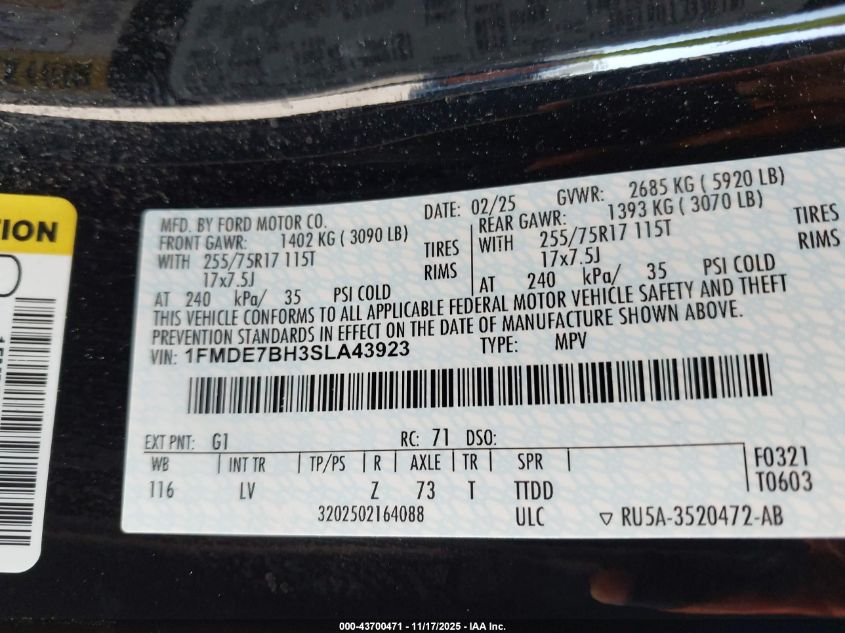 TION
MFD. BY FORD MOTOR CO. DATE: 02/25 GVWR: 2685 KG ( 5920 LB)
FRONT GAWR: 1402 KG ( 3090 LB) REAR GAWR: 1393 KG ( 3070 LB)
WITH 255/75R17 115T TIRES WITH 255/75R17 115T TIRES
17x7.5J RIMS 17x7.5J RIMS
AT 240 kPa/ 35 PSI COLD AT 240 kPa/ 35 PSI COLD
THIS VEHICLE CONFORMS TO ALL APPLICABLE FEDERAL MOTOR VEHICLE SAFETY AND THEFT
PREVENTION STANDARDS IN EFFECT ON THE DATE OF MANUFACTURE SHOWN ABOVE.
VIN: 1FMDE7BH3SLA43923 TYPE: MPV
EXT PNT: G1 RC: 71 DSO:
WB INT TR TP/PS R AXLE TR SPR F0321
116 LV Z 73 T TTDD T0603
3202502164088 ULC RU5A-3520472-AB
000-43700471 - 11/17/2025 - IAA Inc.